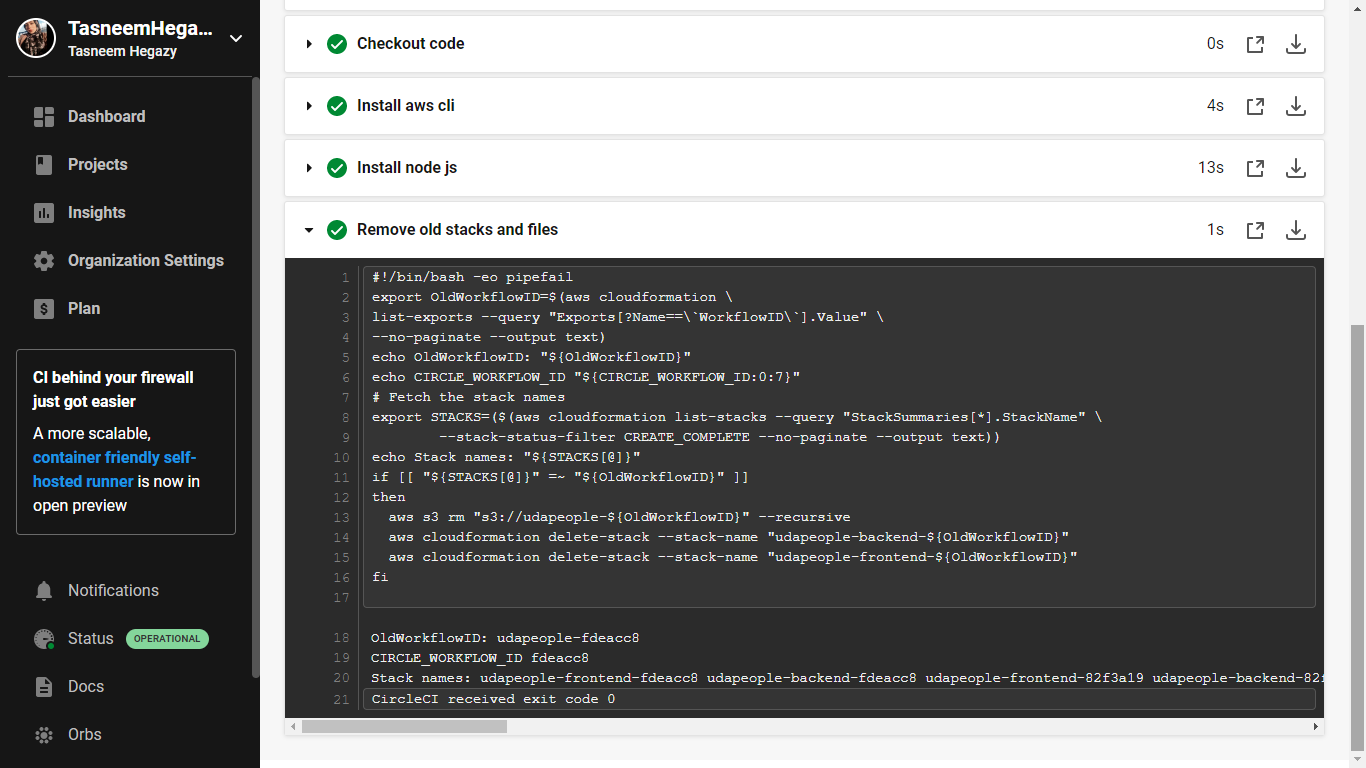 TasneemHega...
Tasneem Hegazy
Dashboard
Projects
Insights
Organization Settings
Plan
CI behind your firewall
just got easier
A more scalable,
container friendly self-
hosted runner is now in
open preview
Notifications
Status OPERATIONAL
Docs
Orbs
Checkout code 0s
Install aws cli 4s
Install node js 13s
Remove old stacks and files 1s
1 #!/bin/bash -eo pipefail
2 export OldWorkflowID=$(aws cloudformation \
3 list-exports --query "Exports[?Name==\`WorkflowID\`].Value" \
4 --no-paginate --output text)
5 echo OldWorkflowID: "${OldWorkflowID}"
6 echo CIRCLE_WORKFLOW_ID "${CIRCLE_WORKFLOW_ID:0:7}"
7 # Fetch the stack names
8 export STACKS=($(aws cloudformation list-stacks --query "StackSummaries[*].StackName" \
9         --stack-status-filter CREATE_COMPLETE --no-paginate --output text))
10 echo Stack names: "${STACKS[@]}"
11 if [[ "${STACKS[@]}" =~ "${OldWorkflowID}" ]]
12 then
13   aws s3 rm "s3://udapeople-${OldWorkflowID}" --recursive
14   aws cloudformation delete-stack --stack-name "udapeople-backend-${OldWorkflowID}"
15   aws cloudformation delete-stack --stack-name "udapeople-frontend-${OldWorkflowID}"
16 fi
17
18 OldWorkflowID: udapeople-fdeacc8
19 CIRCLE_WORKFLOW_ID fdeacc8
20 Stack names: udapeople-frontend-fdeacc8 udapeople-backend-fdeacc8 udapeople-frontend-82f3a19 udapeople-backend-82f
21 CircleCI received exit code 0